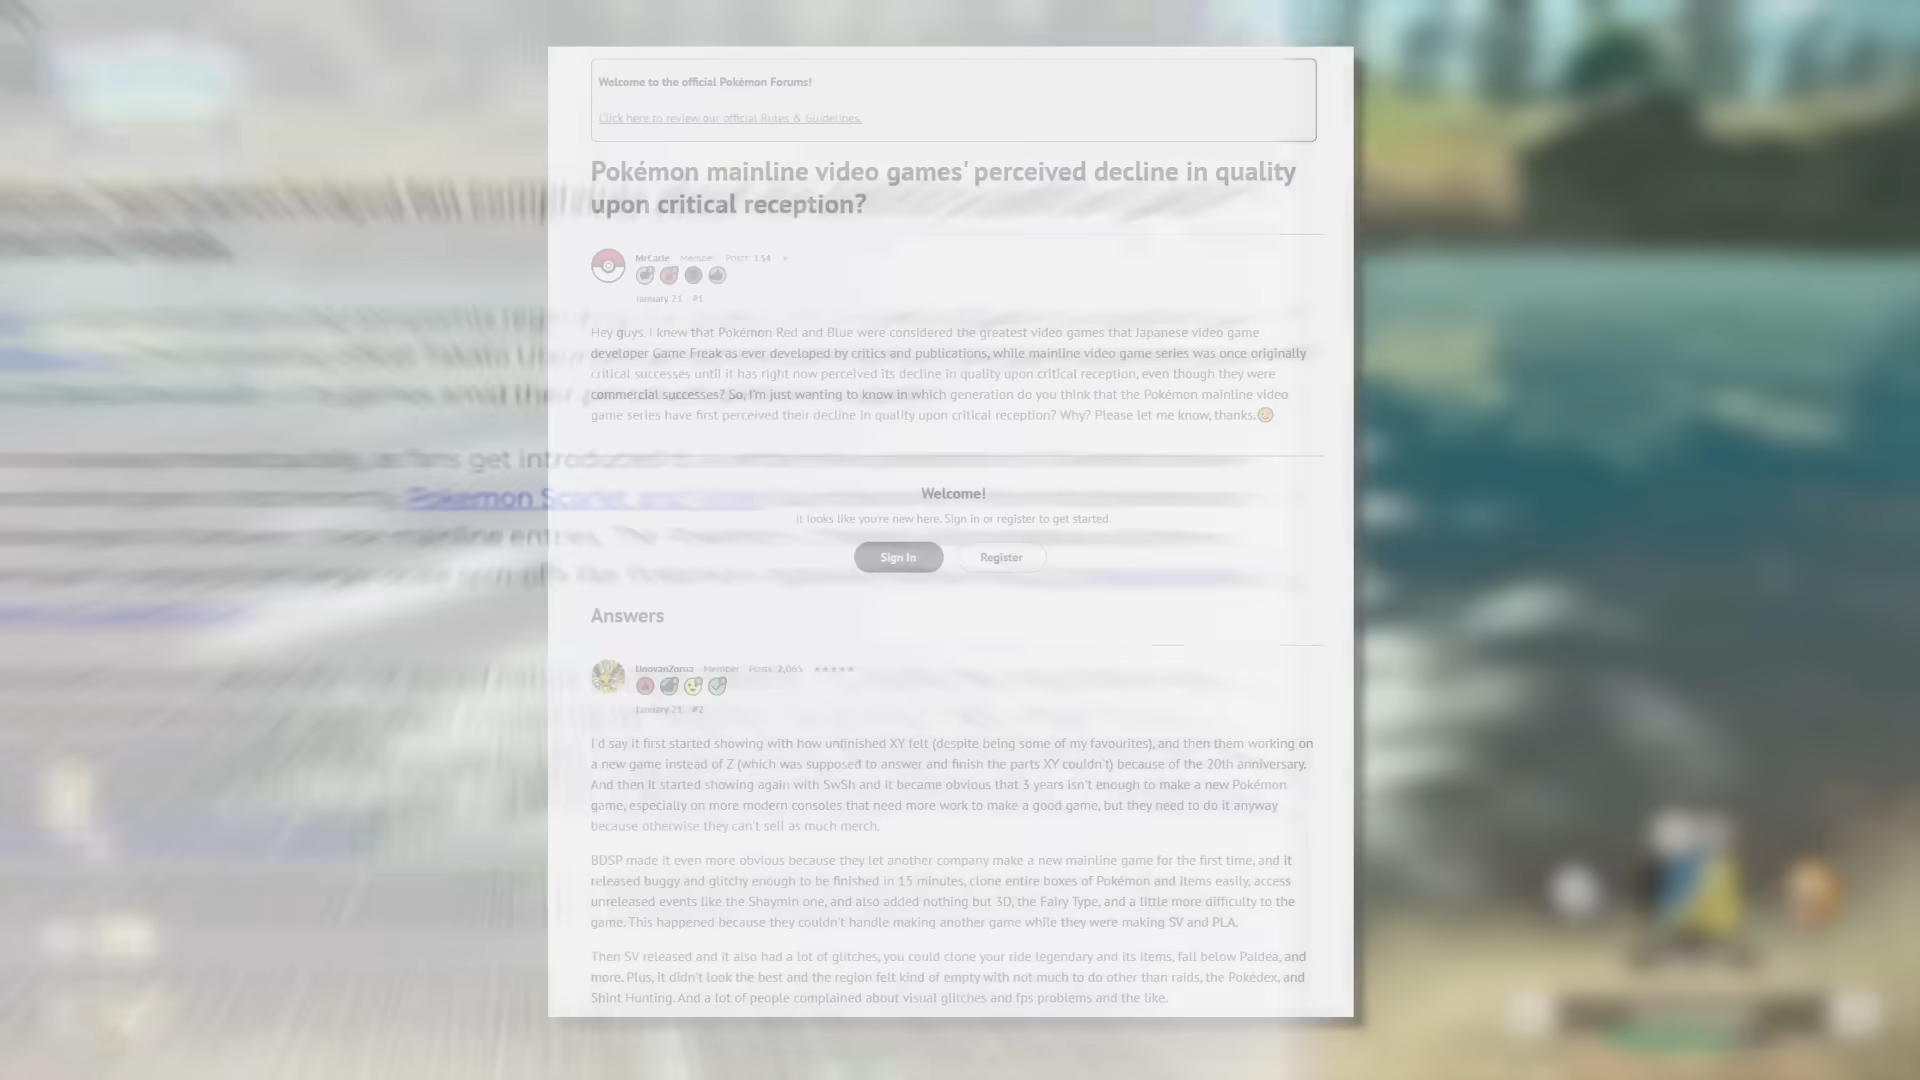 Welcome to the official Pokémon Forums!
Click here to review our official Rules & Guidelines.
Pokémon mainline video games' perceived decline in quality
upon critical reception?
MrCarle Member Posts: 154
January 21 #1
Hey guys. I knew that Pokémon Red and Blue were considered the greatest video games that Japanese video game
developer Game Freak as ever developed by critics and publications, while mainline video game series was once originally
critical successes until it has right now perceived its decline in quality upon critical reception, even though they were
commercial successes? So, I'm just wanting to know in which generation do you think that the Pokémon mainline video
game series have first perceived their decline in quality upon critical reception? Why? Please let me know, thanks.
get
Pokemon Scarlet
Welcome!
It looks like you're new here. Sign in or register to get started.
Sign In Register
Answers
UnovanZorua Member Posts: 2,065 ★★★★★
January 21 #2
I'd say it first started showing with how unfinished XY felt (despite being some of my favourites), and then them working on
a new game instead of Z (which was supposed to answer and finish the parts XY couldn't) because of the 20th anniversary.
And then it started showing again with SwSh and it became obvious that 3 years isn't enough to make a new Pokémon
game, especially on more modern consoles that need more work to make a good game, but they need to do it anyway
because otherwise they can't sell as much merch.
BDSP made it even more obvious because they let another company make a new mainline game for the first time, and it
released buggy and glitchy enough to be finished in 15 minutes, clone entire boxes of Pokémon and items easily, access
unreleased events like the Shaymin one, and also added nothing but 3D, the Fairy Type, and a little more difficulty to the
game. This happened because they couldn't handle making another game while they were making SV and PLA.
Then SV released and it also had a lot of glitches, you could clone your ride legendary and its items, fall below Paldea, and
more. Plus, it didn't look the best and the region felt kind of empty with not much to do other than raids, the Pokédex, and
Shint Hunting. And a lot of people complained about visual glitches and fps problems and the like.